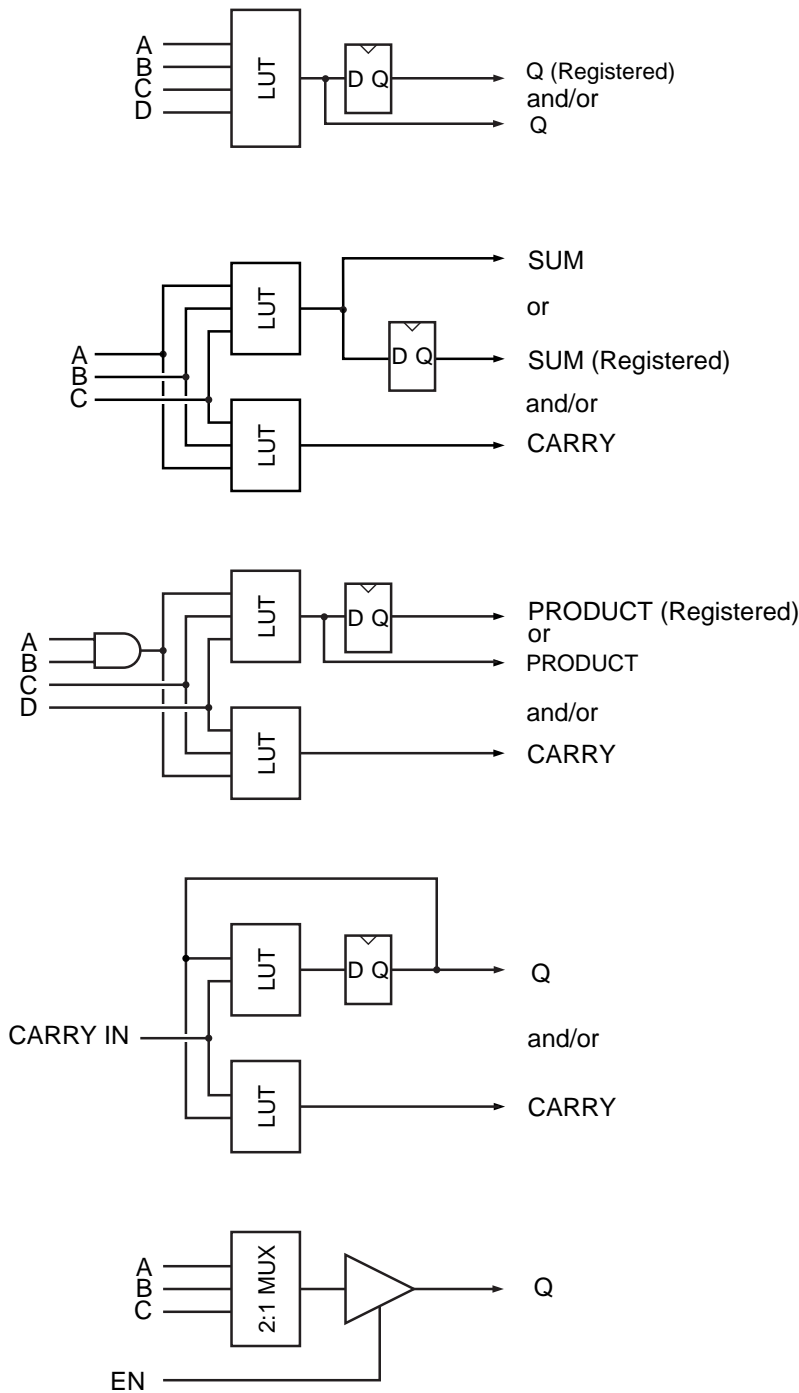 A
B
C
D
LUT
D Q
Q (Registered)
and/or
Q
A
B
C
LUT
LUT
D Q
SUM
or
SUM (Registered)
and/or
CARRY
A
B
C
D
LUT
LUT
D Q
PRODUCT (Registered)
or
PRODUCT
and/or
CARRY
CARRY IN
LUT
LUT
D Q
Q
and/or
CARRY
A
B
C
2:1 MUX
Q
EN